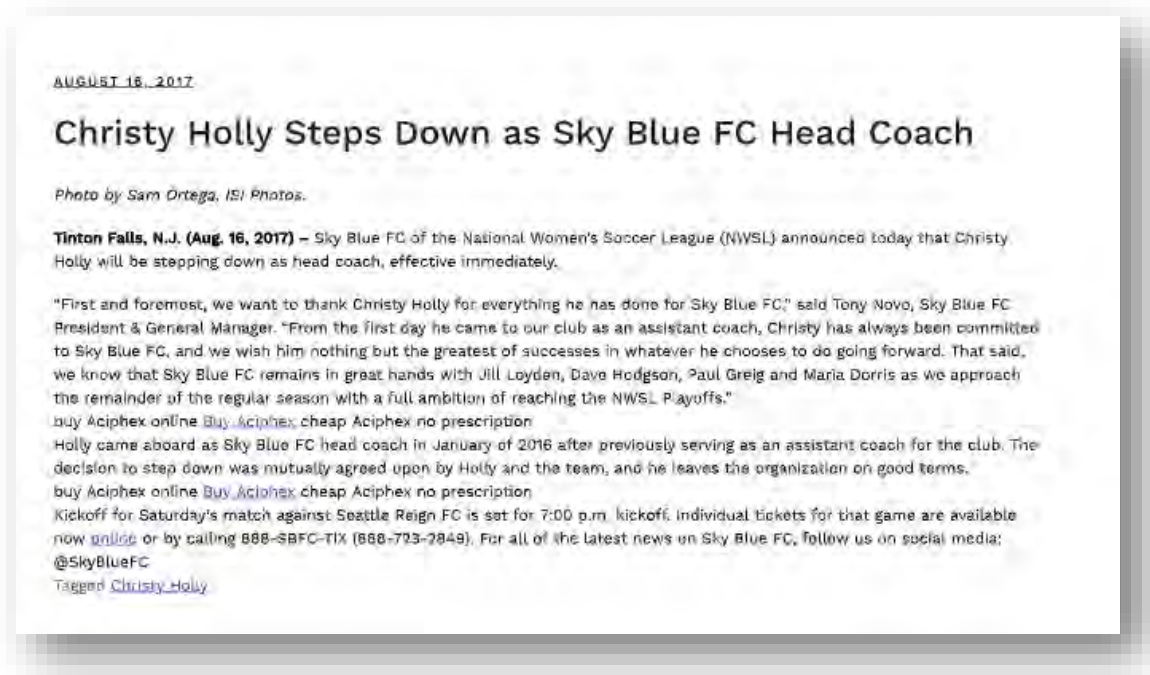 AUGUST 16, 2017
Christy Holly Steps Down as Sky Blue FC Head Coach
Photo by Sam Ortega, ISI Photos.
Tinton Falls, N.J. (Aug. 16, 2017) – Sky Blue FC of the National Women's Soccer League (NWSL) announced today that Christy
Holly will be stepping down as head coach, effective immediately.
"First and foremost, we want to thank Christy Holly for everything he has done for Sky Blue FC," said Tony Novo, Sky Blue FC
President & General Manager. "From the first day he came to our club as an assistant coach, Christy has always been committed
to Sky Blue FC, and we wish him nothing but the greatest of successes in whatever he chooses to do going forward. That said,
we know that Sky Blue FC remains in great hands with Jill Loyden, Dave Hodgson, Paul Greig and Maria Dorris as we approach
the remainder of the regular season with a full ambition of reaching the NWSL Playoffs."
buy Aciphex online Buy Aciphex cheap Aciphex no prescription
Holly came aboard as Sky Blue FC head coach in January of 2016 after previously serving as an assistant coach for the club. The
decision to step down was mutually agreed upon by Holly and the team, and he leaves the organization on good terms.
buy Aciphex online Buy Aciphex cheap Aciphex no prescription
Kickoff for Saturday's match against Seattle Reign FC is set for 7:00 p.m. kickoff. Individual tickets for that game are available
now online or by calling 888-SBFC-TIX (888-723-2849). For all of the latest news on Sky Blue FC, follow us on social media:
@SkyBlueFC
Tagged Christy Holly